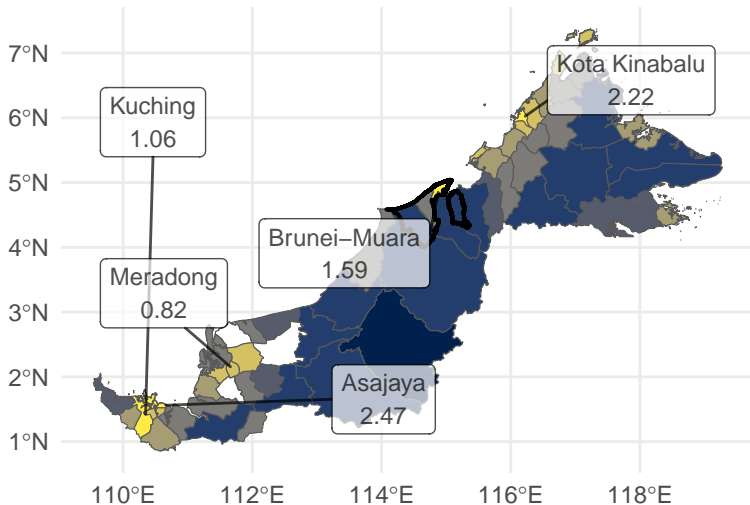 7°N
6°N
5°N
4°N
3°N
2°N
1°N
Kota Kinabalu
2.22
Kuching
1.06
Brunei–Muara
1.59
Meradong
0.82
Asajaya
2.47
110°E
112°E
114°E
116°E
118°E